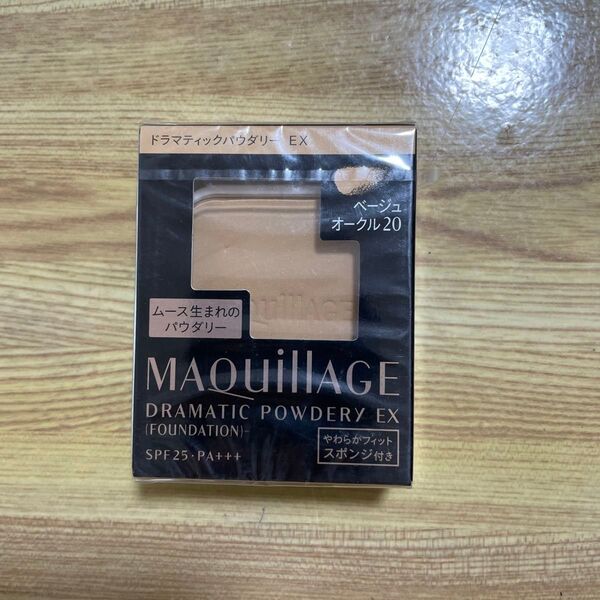 ドラマティックパウダリー EX
ベージュ
オークル20
ムース生まれの
パウダリー
MAQuillAGE
MAQuillAGE
DRAMATIC POWDERY EX
(FOUNDATION)
SPF25・PA+++
やわらかフィット
スポンジ付き